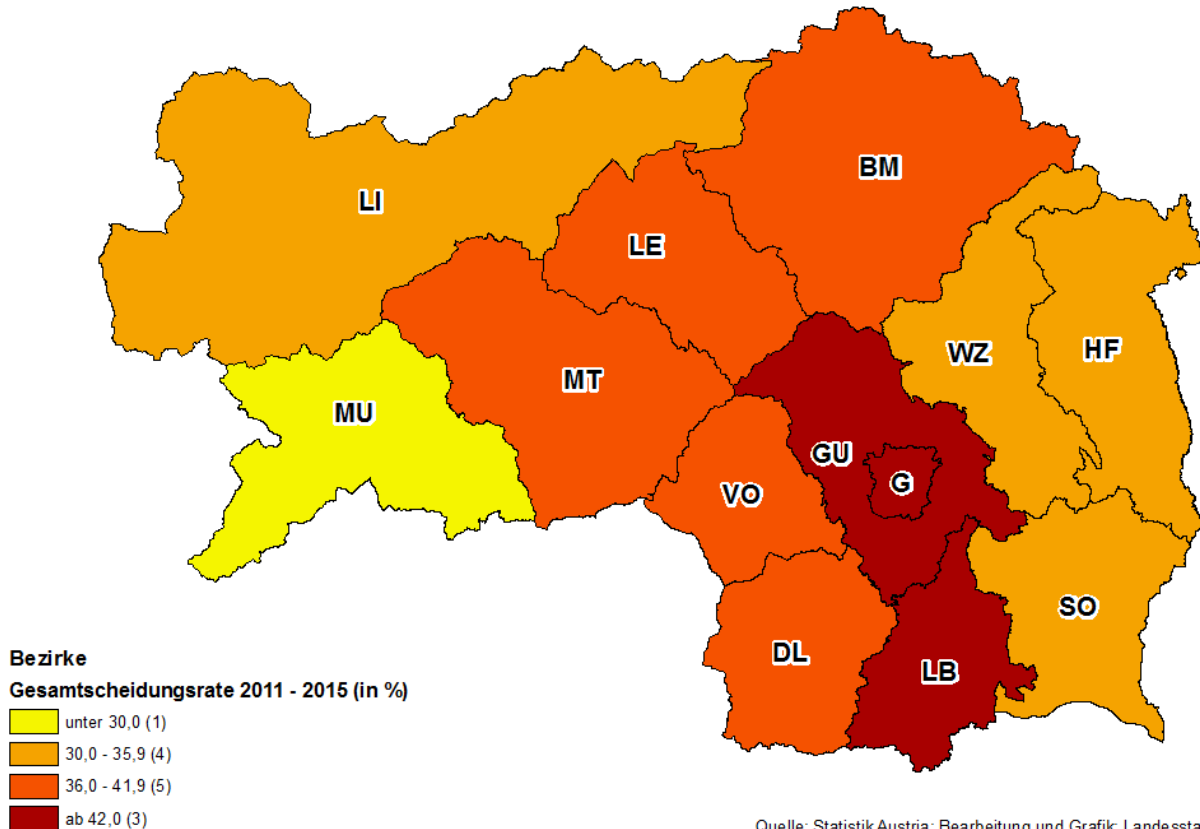 BM
LI
LE
WZ
HF
MT
MU
GU
G
VO
SO
DL
LB
Bezirke
Gesamtscheidungsrate 2011 - 2015 (in %)
unter 30,0 (1)
30,0 - 35,9 (4)
36,0 - 41,9 (5)
ab 42,0 (3)
Quelle: Statistik Austria; Bearbeitung und Grafik: Landessta